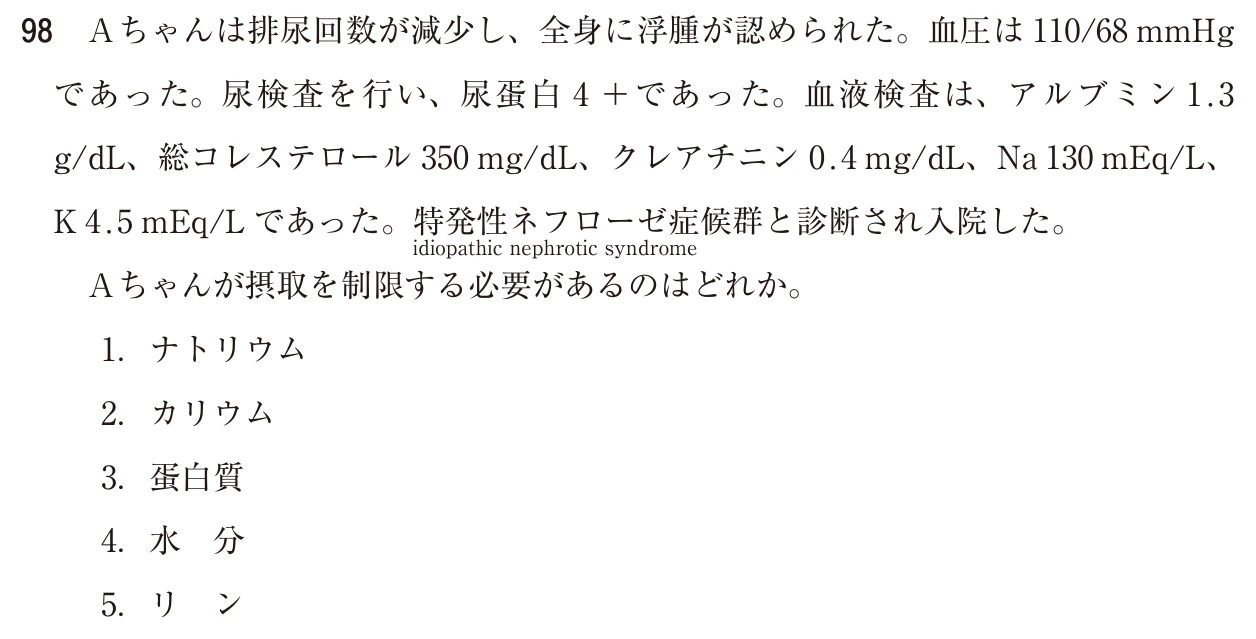 98 Aちゃんは排尿回数が減少し、全身に浮腫が認められた。血圧は 110/68 mmHg
であった。尿検査を行い、尿蛋白 4 +であった。血液検査は、アルブミン 1.3
g/dL、総コレステロール 350 mg/dL、クレアチニン 0.4 mg/dL、Na 130 mEq/L、
K 4.5 mEq/L であった。特発性ネフローゼ症候群と診断され入院した。
idiopathic nephrotic syndrome
Aちゃんが摂取を制限する必要があるのはどれか。
1. ナトリウム
2. カリウム
3. 蛋白質
4. 水 分
5. リ ン